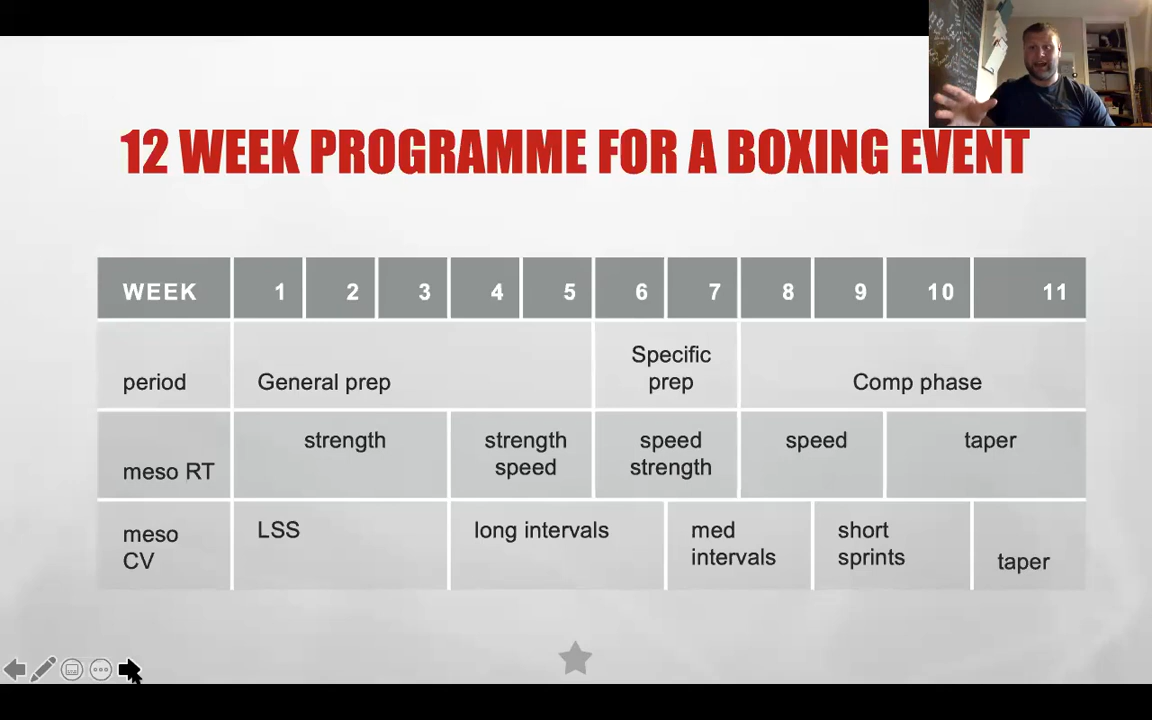 12 WEEK PROGRAMME FOR A BOXING EVENT
WEEK 1 2 3 4 5 6 7 8 9 10 11
period General prep Specific prep Comp phase
meso RT strength strength speed speed strength speed taper
meso CV LSS long intervals med intervals short sprints taper